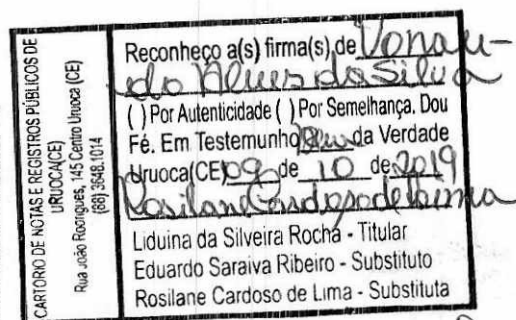 CARTORIO DE NOTAS E REGISTROS PÚBLICOS DE
URUOCA(CE)
Rua João Rodrigues, 145 Centro Uruoca (CE)
(88) 3648.1014
Reconheço a(s) firma(s) de Vonau-
do Alves da Silva
( ) Por Autenticidade ( ) Por Semelhança. Dou
Fé. Em Testemunho da Verdade
Uruoca(CE) 09 de 10 de 2019
Rosilane Cardoso de Lima
Liduina da Silveira Rocha - Titular
Eduardo Saraiva Ribeiro - Substituto
Rosilane Cardoso de Lima - Substituta